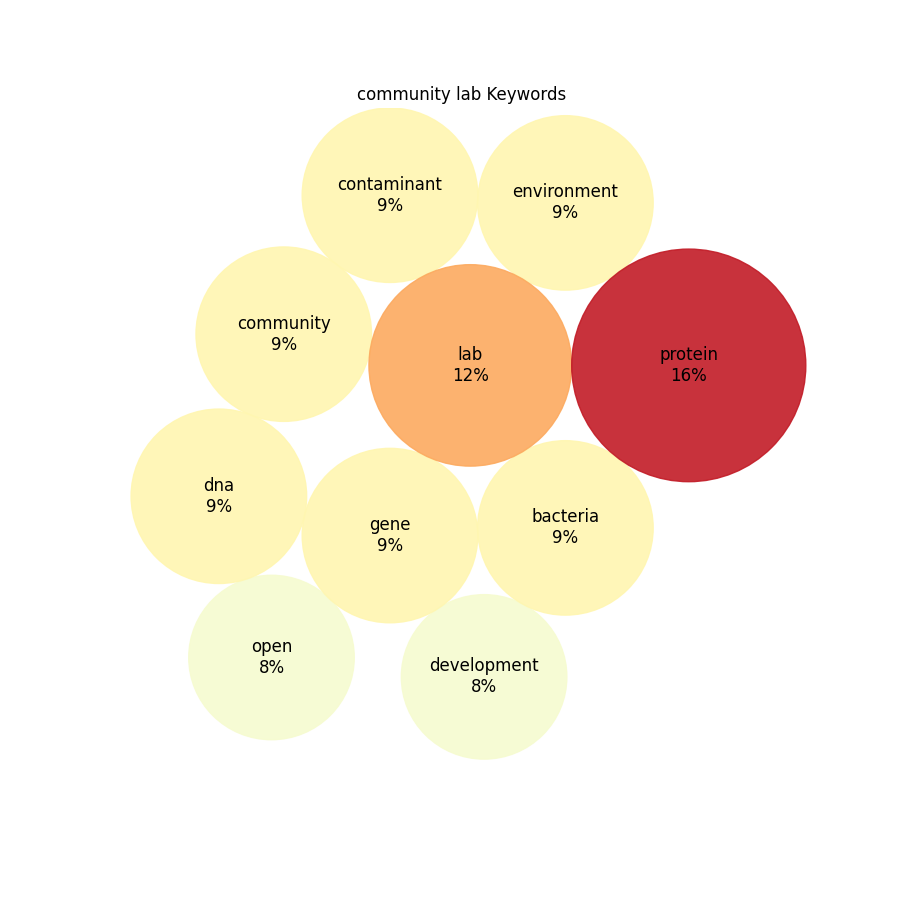 community lab Keywords
contaminant
9%
environment
9%
community
9%
lab
12%
protein
16%
dna
9%
gene
9%
bacteria
9%
open
8%
development
8%